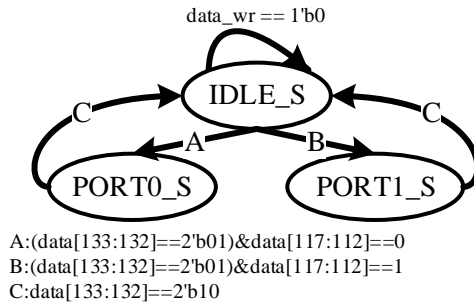 data_wr == 1'b0
IDLE_S
C
C
A
B
PORT0_S
PORT1_S
A:(data[133:132]==2'b01)&data[117:112]==0
B:(data[133:132]==2'b01)&data[117:112]==1
C:data[133:132]==2'b10